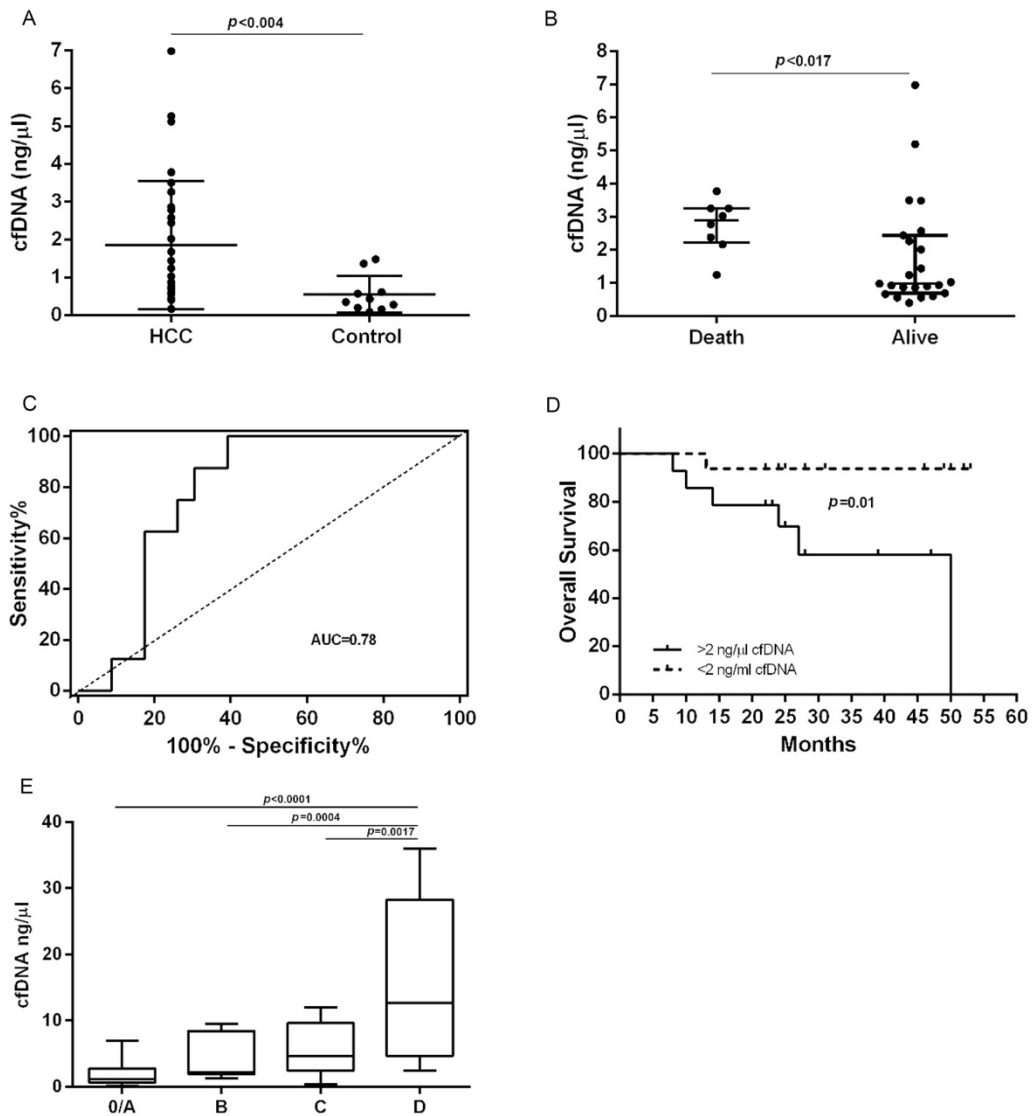 A
p<0.004
7
6
5
4
3
2
1
0
cfDNA (ng/µl)
HCC Control
B
p<0.017
8
7
6
5
4
3
2
1
0
cfDNA (ng/µl)
Death Alive
C
100
80
60
40
20
0
Sensitivity%
AUC=0.78
0 20 40 60 80 100
100% - Specificity%
D
100
80
60
40
20
0
Overall Survival
p=0.01
>2 ng/µl cfDNA
<2 ng/ml cfDNA
0 5 10 15 20 25 30 35 40 45 50 55 60
Months
E
p<0.0001
p=0.0004
p=0.0017
40
30
20
10
0
cfDNA ng/µl
0/A B C D